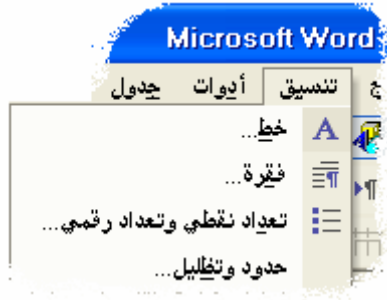 Microsoft Word
تنسيق أدوات جدول
خط...
فقرة...
تعداد نقطي وتعداد رقمي...
حدود وتظليل...